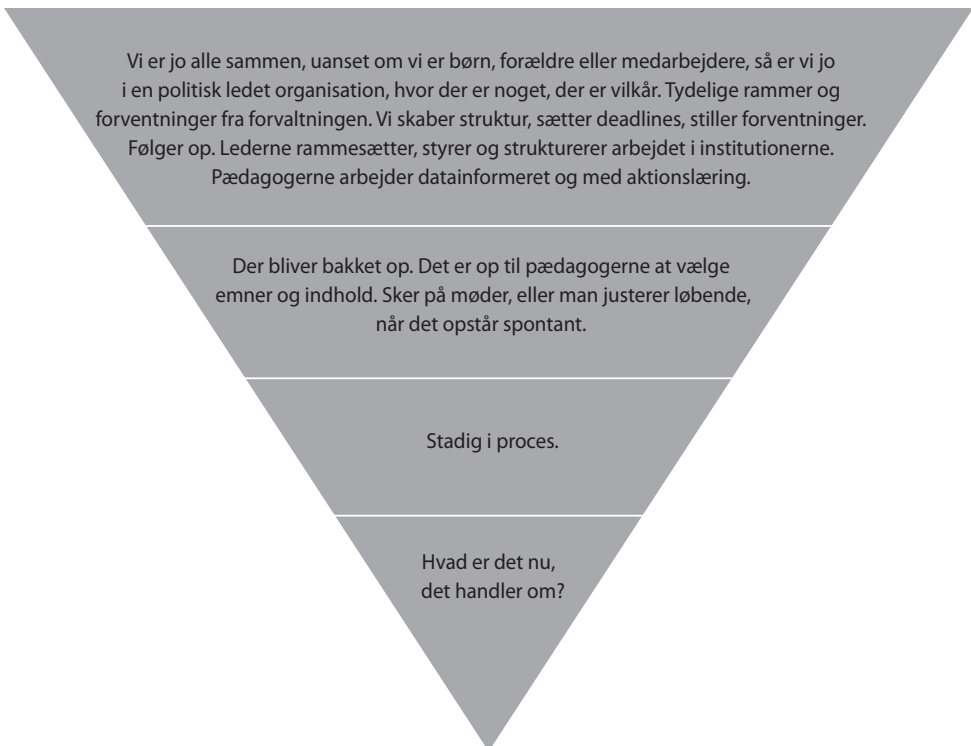 Vi er jo alle sammen, uanset om vi er børn, forældre eller medarbejdere, så er vi jo
i en politisk ledet organisation, hvor der er noget, der er vilkår. Tydelige rammer og
forventninger fra forvaltningen. Vi skaber struktur, sætter deadlines, stiller forventninger.
Følger op. Lederne rammesætter, styrer og strukturerer arbejdet i institutionerne.
Pædagogerne arbejder datainformeret og med aktionslæring.
Der bliver bakket op. Det er op til pædagogerne at vælge
emner og indhold. Sker på møder, eller man justerer løbende,
når det opstår spontant.
Stadig i proces.
Hvad er det nu,
det handler om?